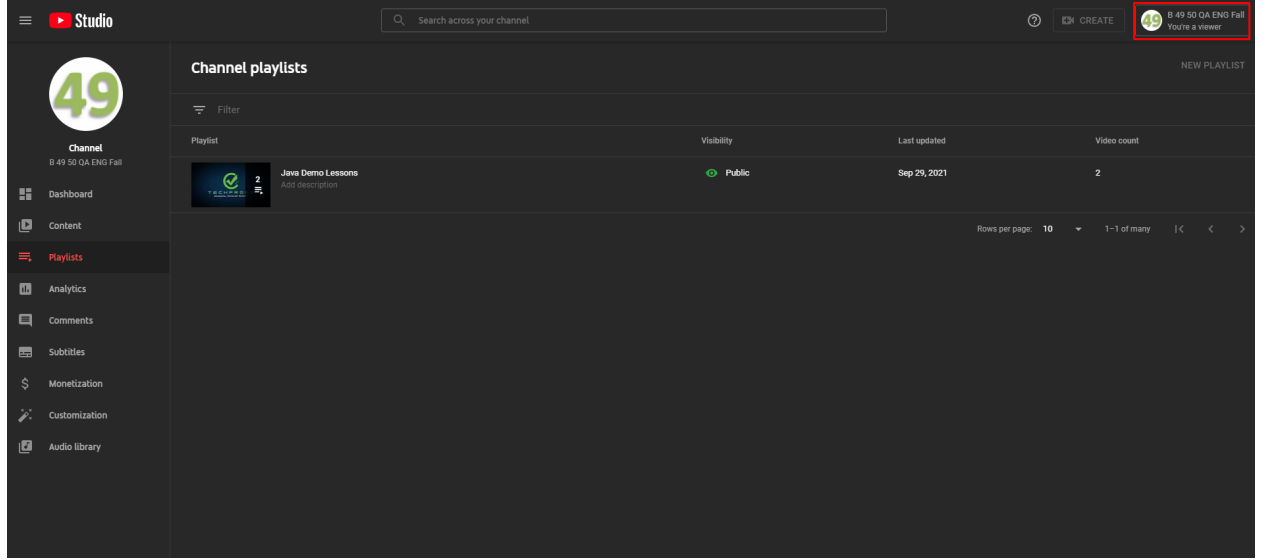 Studio
Search across your channel
CREATE
49
B 49 50 QA ENG Fall
You're a viewer
49
Channel
B 49 50 QA ENG Fall
Dashboard
Content
Playlists
Analytics
Comments
Subtitles
Monetization
Customization
Audio library
Channel playlists
NEW PLAYLIST
Filter
Playlist Visibility Last updated Video count
2
Java Demo Lessons Public Sep 29, 2021 2
Add description
Rows per page: 10 1–1 of many